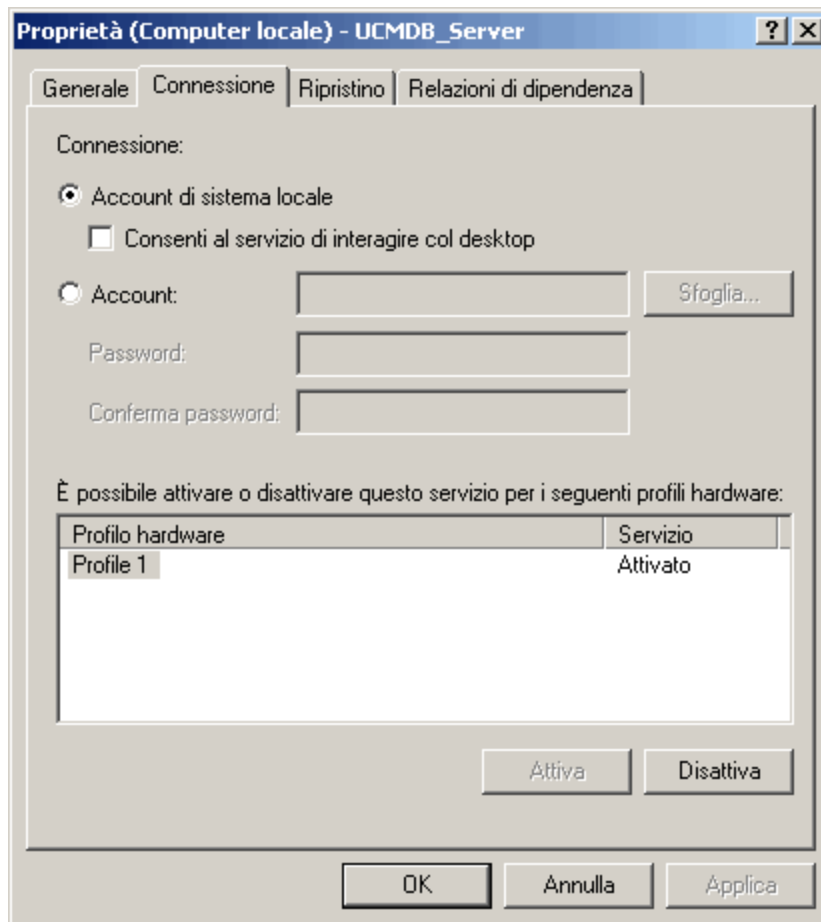 Proprietà (Computer locale) - UCMDB_Server
Generale Connessione Ripristino Relazioni di dipendenza
Connessione:
Account di sistema locale
Consenti al servizio di interagire col desktop
Account: Sfoglia...
Password:
Conferma password:
È possibile attivare o disattivare questo servizio per i seguenti profili hardware:
Profilo hardware Servizio
Profile 1 Attivato
Attiva Disattiva
OK Annulla Applica